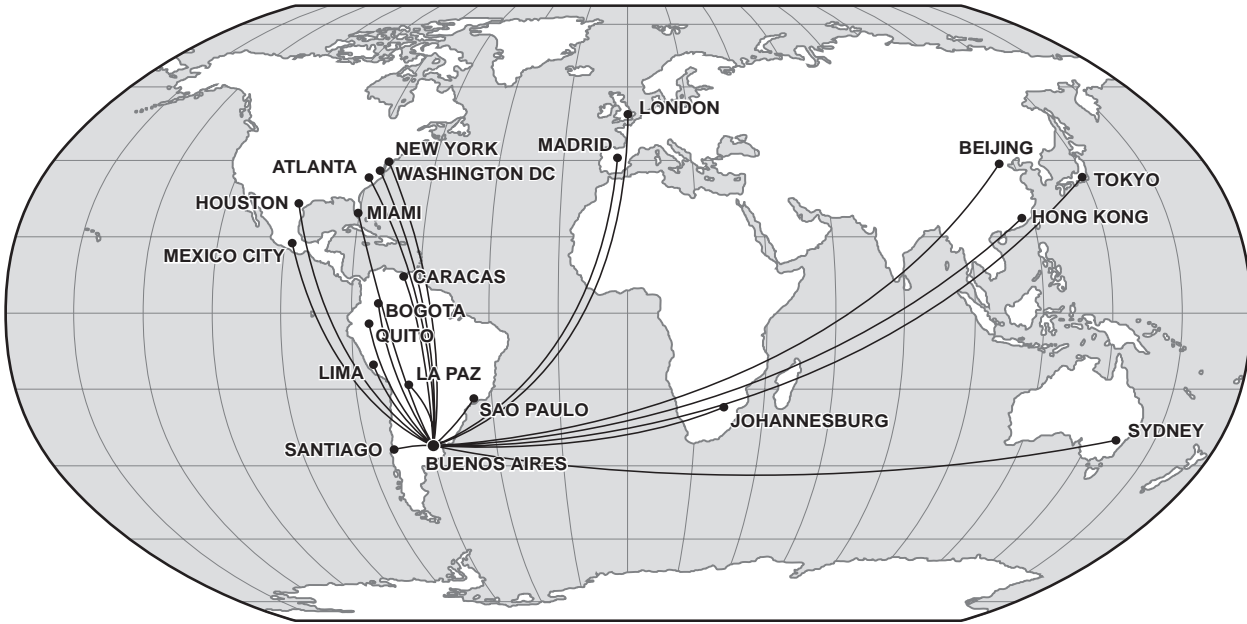 LONDON
NEW YORK
MADRID
BEIJING
ATLANTA
WASHINGTON DC
TOKYO
HOUSTON
MIAMI
HONG KONG
MEXICO CITY
CARACAS
BOGOTA
QUITO
LIMA
LA PAZ
SAO PAULO
JOHANNESBURG
SYDNEY
SANTIAGO
BUENOS AIRES